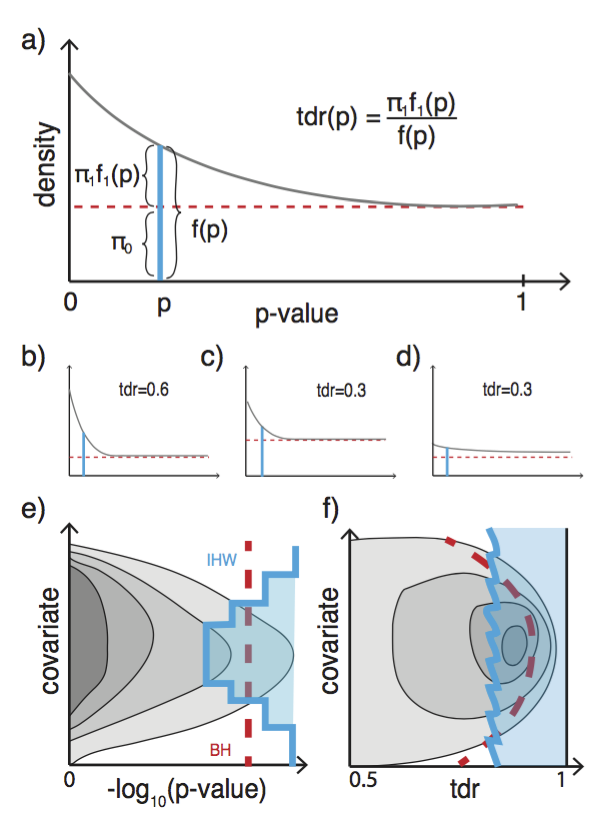 a)
density
tdr(p) = π₁f₁(p) / f(p)
π₁f₁(p)
f(p)
π₀
0 p 1
p-value
b) c) d)
tdr=0.6 tdr=0.3 tdr=0.3
e) f)
IHW
covariate
covariate
BH
0
-log₁₀(p-value)
0.5 1
tdr